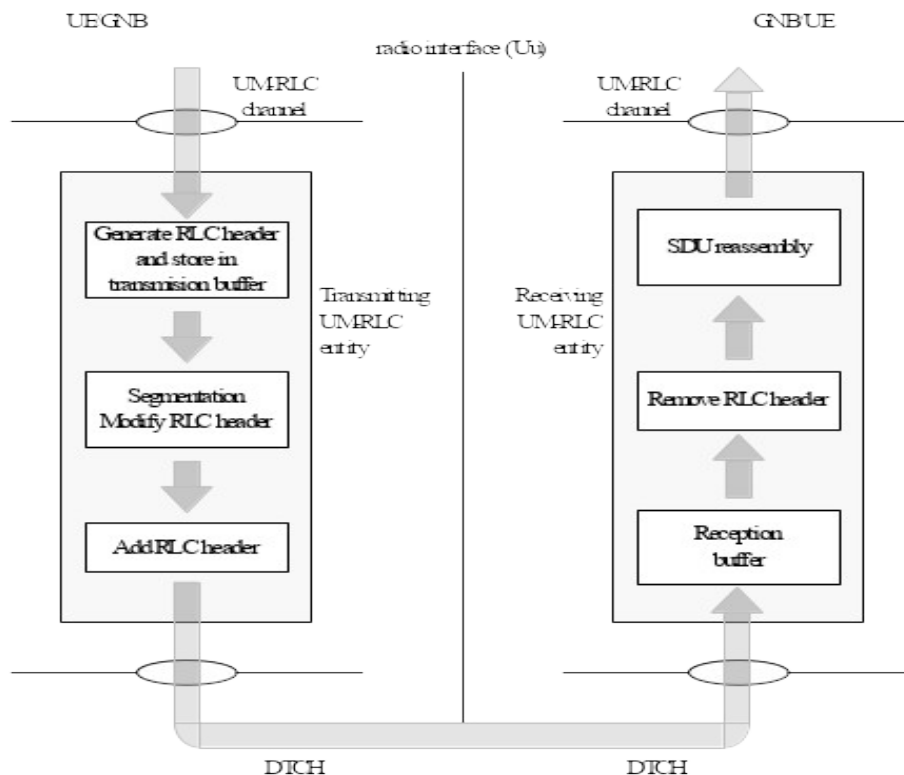 UE/GNB
GNB/UE
radio interface (Uu)
UM-RLC
channel
UM-RLC
channel
Generate RLC header
and store in
transmision buffer
Transmitting
UM-RLC
entity
Segmentation
Modify RLC header
Add RLC header
Receiving
UM-RLC
entity
SDU reassembly
Remove RLC header
Reception
buffer
DTCH
DTCH